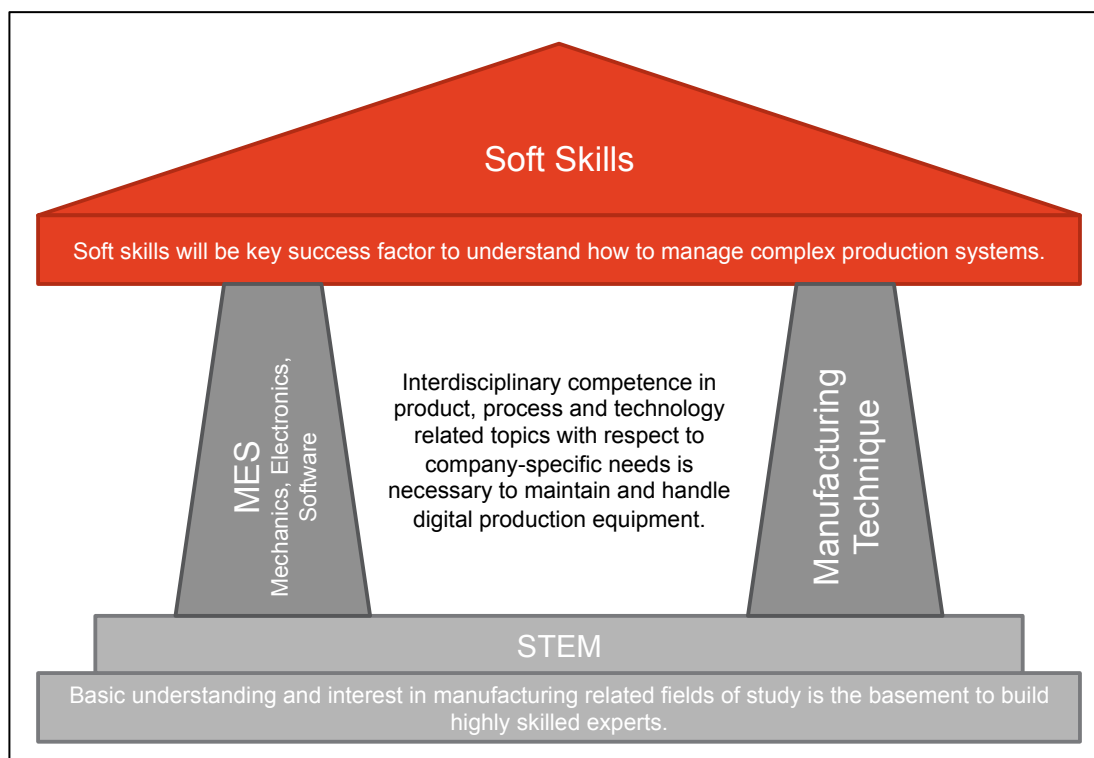 Soft Skills
Soft skills will be key success factor to understand how to manage complex production systems.
MES
Mechanics, Electronics,
Software
Interdisciplinary competence in
product, process and technology
related topics with respect to
company-specific needs is
necessary to maintain and handle
digital production equipment.
Manufacturing
Technique
STEM
Basic understanding and interest in manufacturing related fields of study is the basement to build
highly skilled experts.